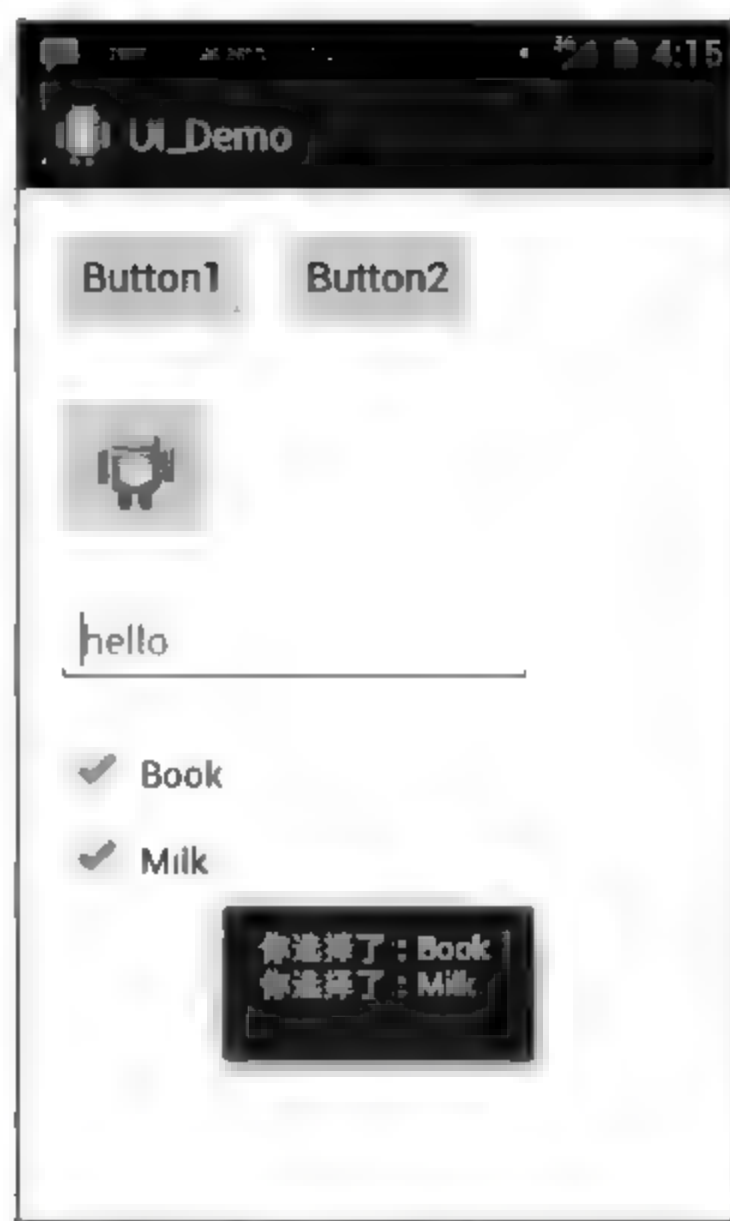 4:15
UI_Demo
Button1 Button2
hello
Book
Milk
你选择了：Book
你选择了：Milk